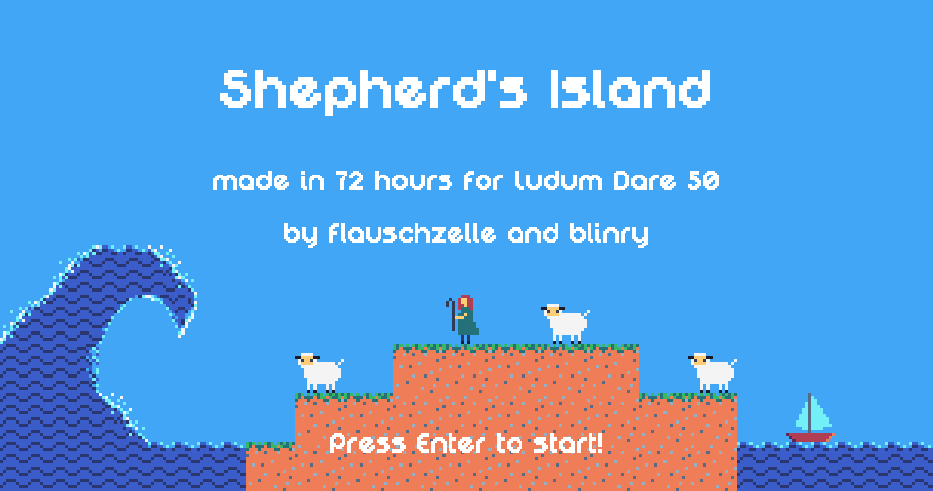 Shepherd's Island
made in 72 hours for Ludum Dare 50
by flauschzelle and blinry
Press Enter to start!